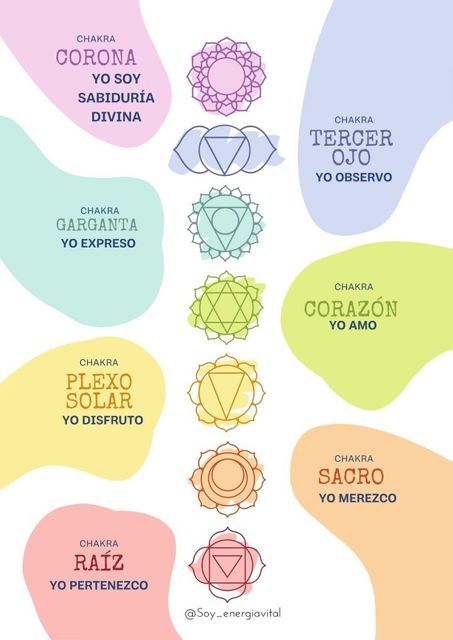 CHAKRA
CORONA
YO SOY
SABIDURÍA
DIVINA
CHAKRA
TERCER
OJO
YO OBSERVO
CHAKRA
GARGANTA
YO EXPRESO
CHAKRA
CORAZÓN
YO AMO
CHAKRA
PLEXO
SOLAR
YO DISFRUTO
CHAKRA
SACRO
YO MEREZCO
CHAKRA
RAÍZ
YO PERTENEZCO
@Soy_energiavital